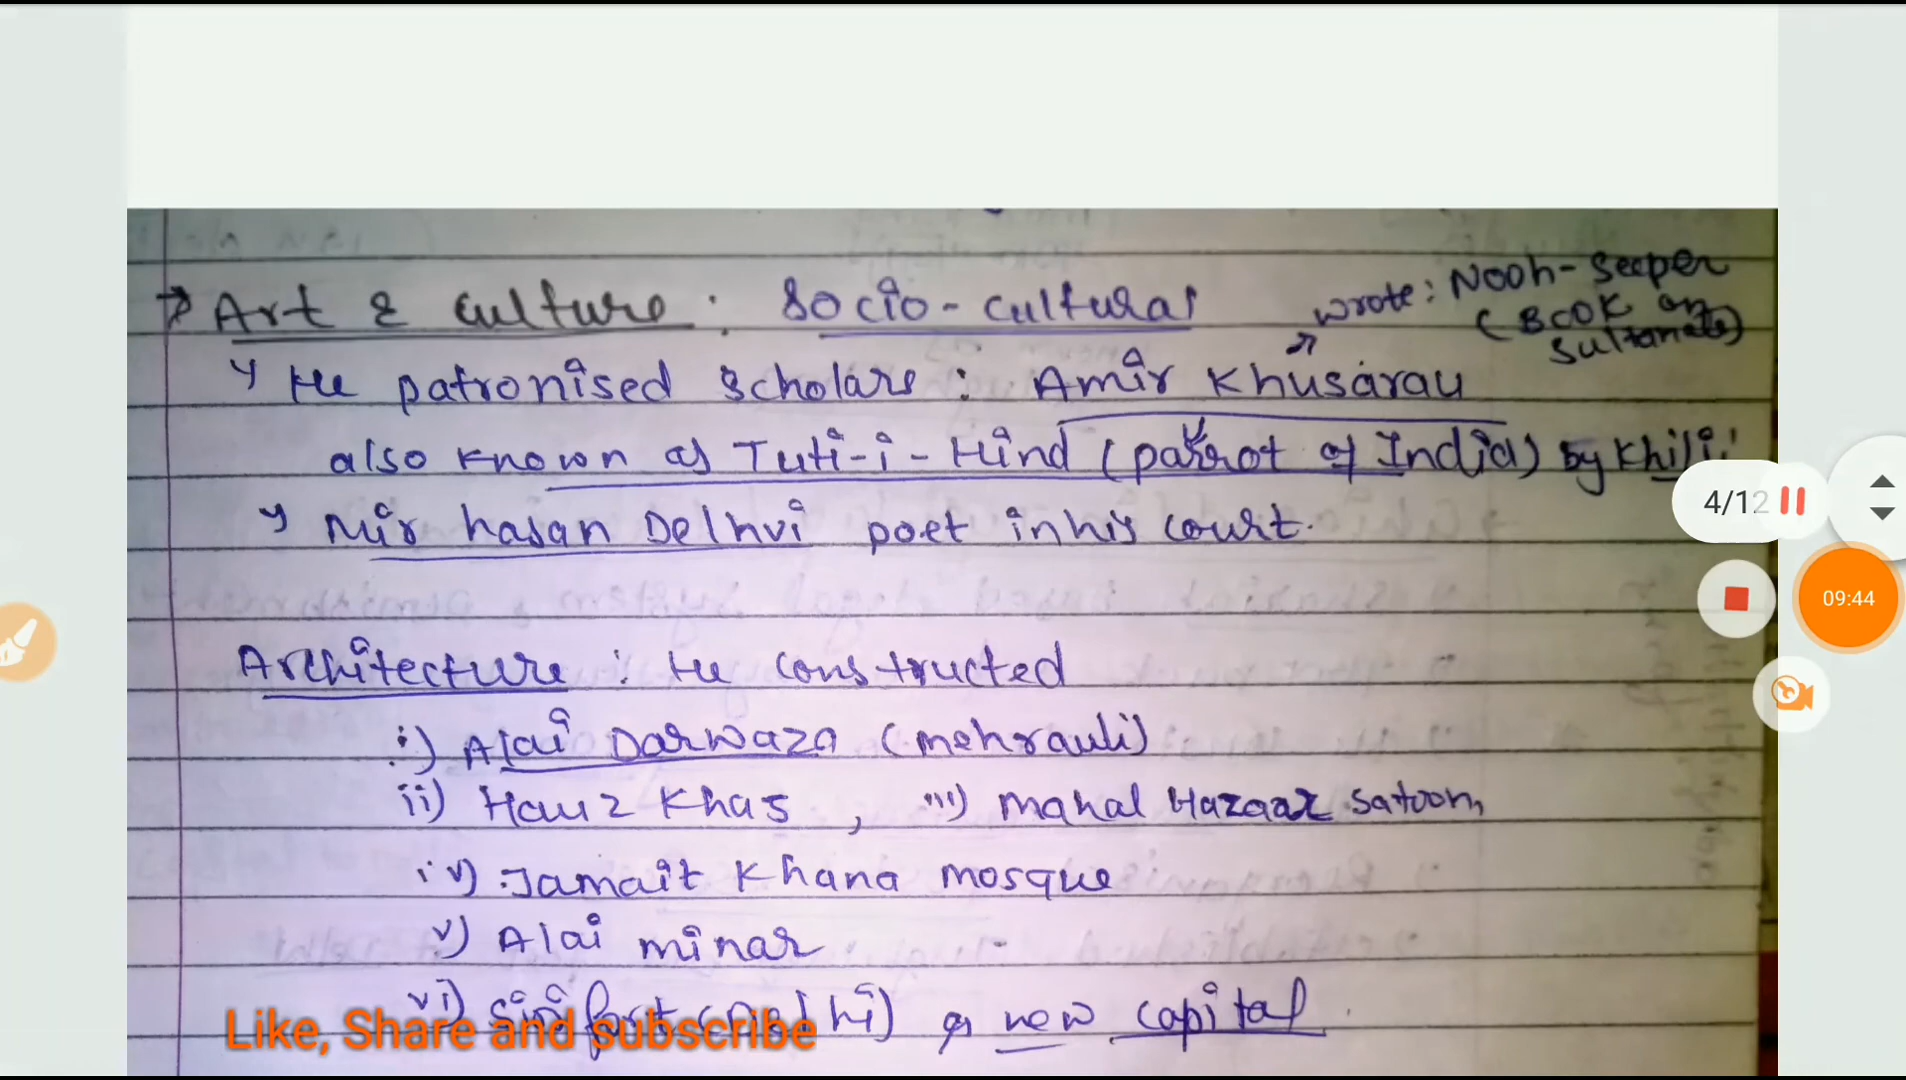 → Art & Culture : Socio-Cultural
wrote: Nooh-Seeper
(Book on
Sultanate)
He patronised scholars : Amir Khusarau
also known as Tuti-i-Hind (parrot of India) by Khilji
Mir hasan Delhvi poet in his court.
Architecture : He constructed
i) Alai Darwaza (Mehrauli)
ii) Hauz Khas , iii) Mahal Hazaar Satoon,
iv) Jamait Khana mosque
v) Alai minar
vi) Siri fort (Delhi) as new capital.
4/12
09:44
Like, Share and subscribe